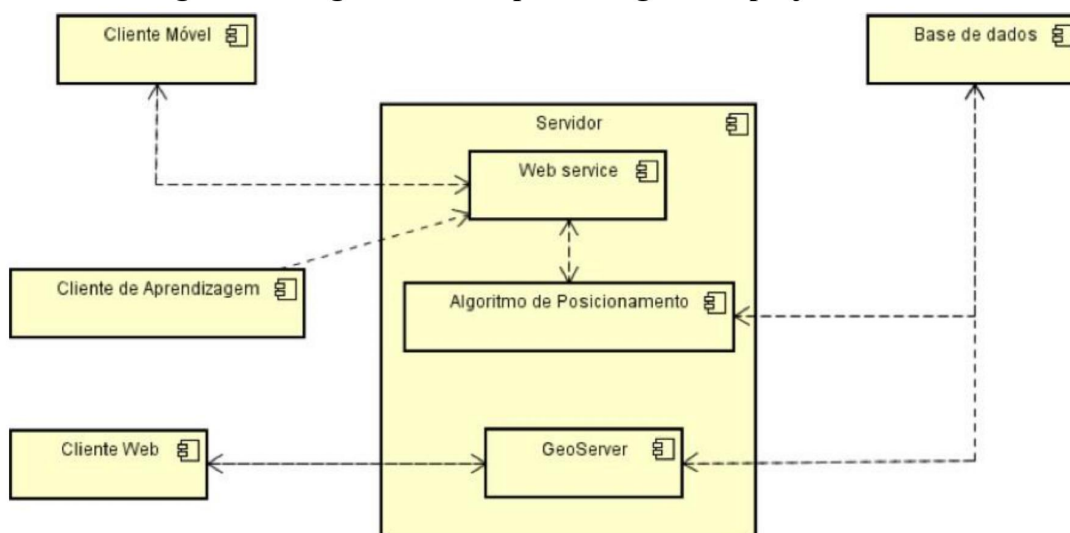 Cliente Móvel
Base de dados
Servidor
Web service
Cliente de Aprendizagem
Algoritmo de Posicionamento
Cliente Web
GeoServer